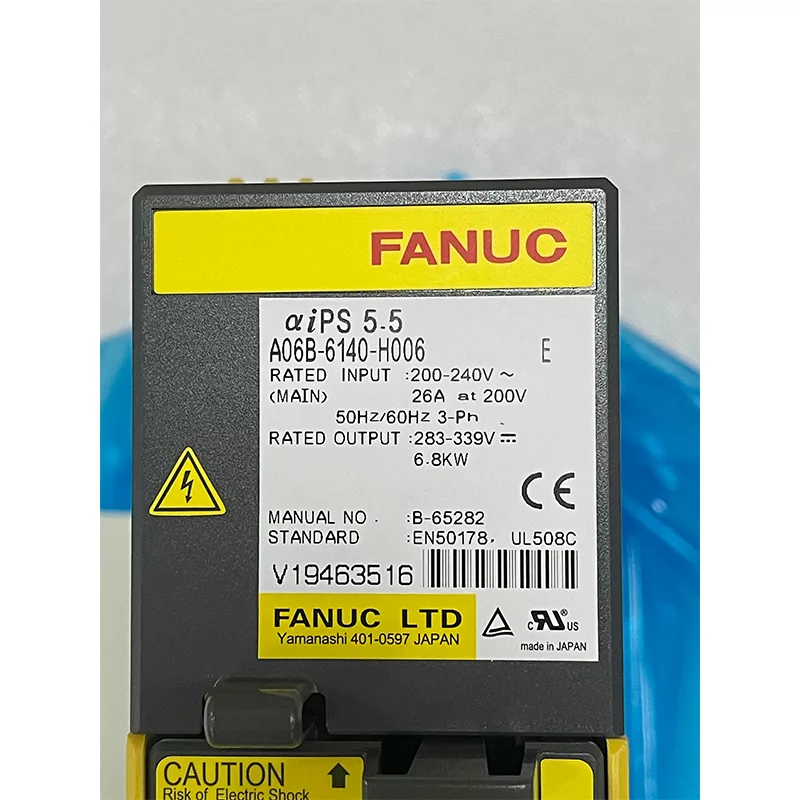 FANUC
αiPS 5.5
A06B-6140-H006 E
RATED INPUT :200-240V～
(MAIN) 26A at 200V
50Hz/60Hz 3-Ph
RATED OUTPUT :283-339V⎓
6.8KW
CE
MANUAL NO. :B-65282
STANDARD :EN50178, UL508C
V19463516
FANUC LTD
Yamanashi 401-0597 JAPAN
c RU® US
made in JAPAN
CAUTION
Risk of Electric Shock